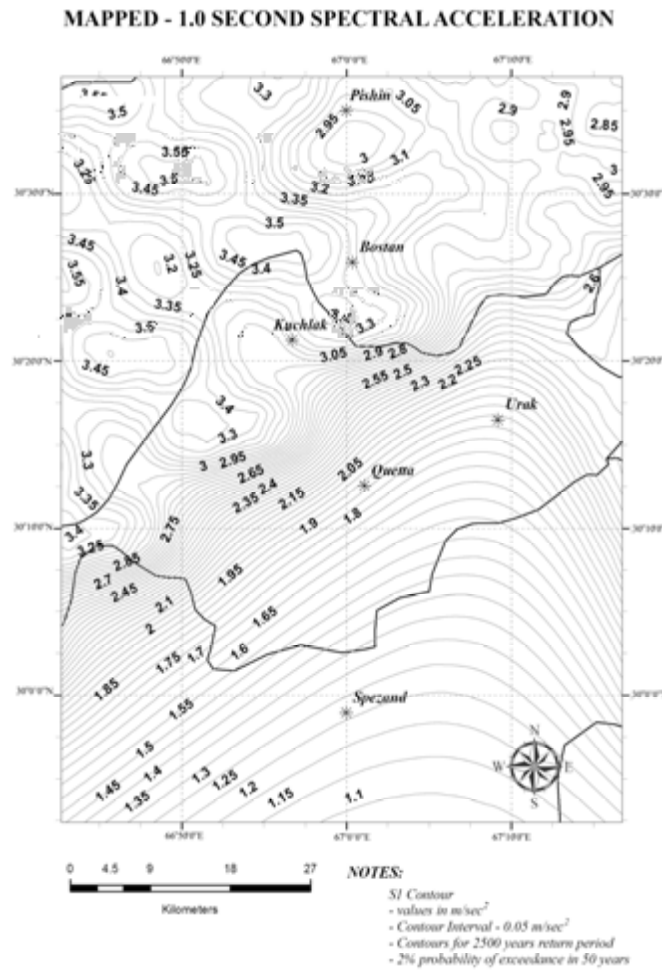 MAPPED - 1.0 SECOND SPECTRAL ACCELERATION
66°50'0"E 67°0'0"E 67°10'0"E
3.3 Pishin 3.05 2.9 2.9
3.5 2.95 2.95 2.85
3.55 3 3.1 3
3.25 3.45 3.5 3.2 2.95
30°30'0"N 30°30'0"N
3.35
3.5
3.45 3.2 3.25 3.45 3.4 Bostan
3.55 3.4 2.6
3.35
Kuchlak 3.3
3.05 2.9
30°20'0"N
3.45 2.55 2.5 2.3 2.2 2.25
3.4 Urak
3.3
3.3 3 2.95 2.65 2.05 Quetta
3.35 2.35 2.4 2.15
30°10'0"N
3.4 2.75 1.9 1.8
3.25
2.7 2.45 1.95
2.1 1.65
2
1.75 1.7 1.6
30°0'0"N 30°0'0"N
1.85 1.55 Spezand
1.5 N
1.45 1.4 1.3 1.25 W E
1.35 1.2 1.15 1.1 S
66°50'0"E 67°0'0"E 67°10'0"E
0 4.5 9 18 27
Kilometers
NOTES:
S1 Contour
- values in m/sec²
- Contour Interval - 0.05 m/sec²
- Contours for 2500 years return period
- 2% probability of exceedance in 50 years